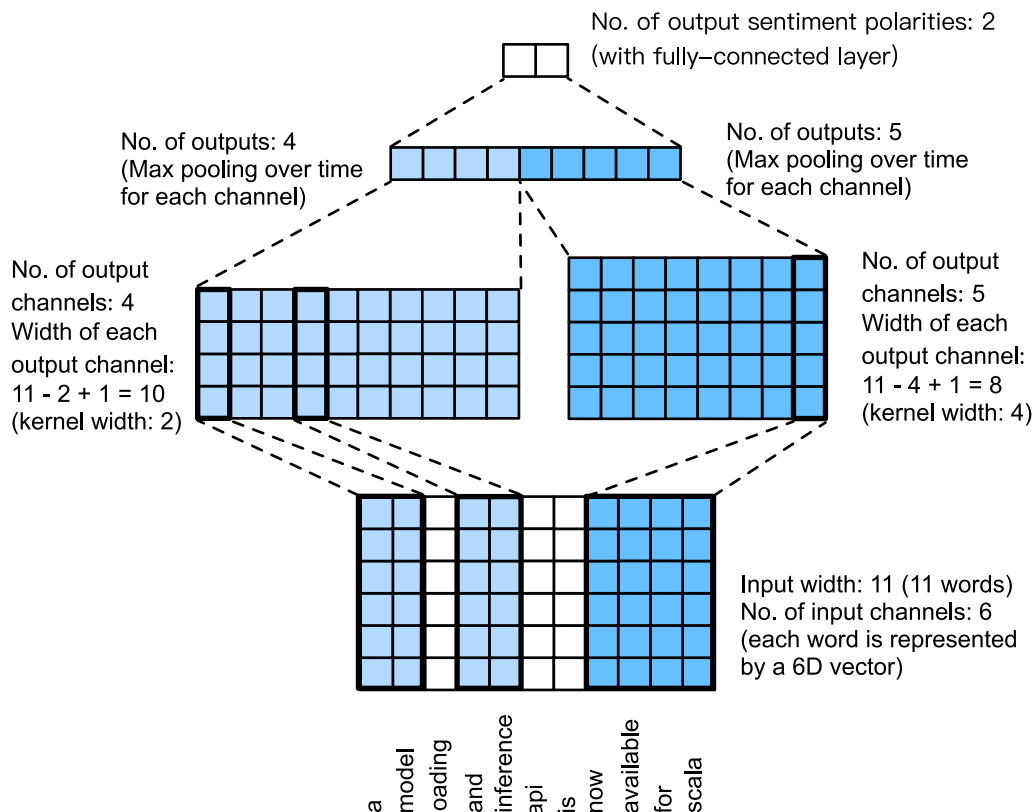 No. of output sentiment polarities: 2
(with fully–connected layer)
No. of outputs: 4
(Max pooling over time
for each channel)
No. of outputs: 5
(Max pooling over time
for each channel)
No. of output
channels: 4
Width of each
output channel:
11 - 2 + 1 = 10
(kernel width: 2)
No. of output
channels: 5
Width of each
output channel:
11 - 4 + 1 = 8
(kernel width: 4)
Input width: 11 (11 words)
No. of input channels: 6
(each word is represented
by a 6D vector)
a
model
oading
and
inference
api
is
now
available
for
scala